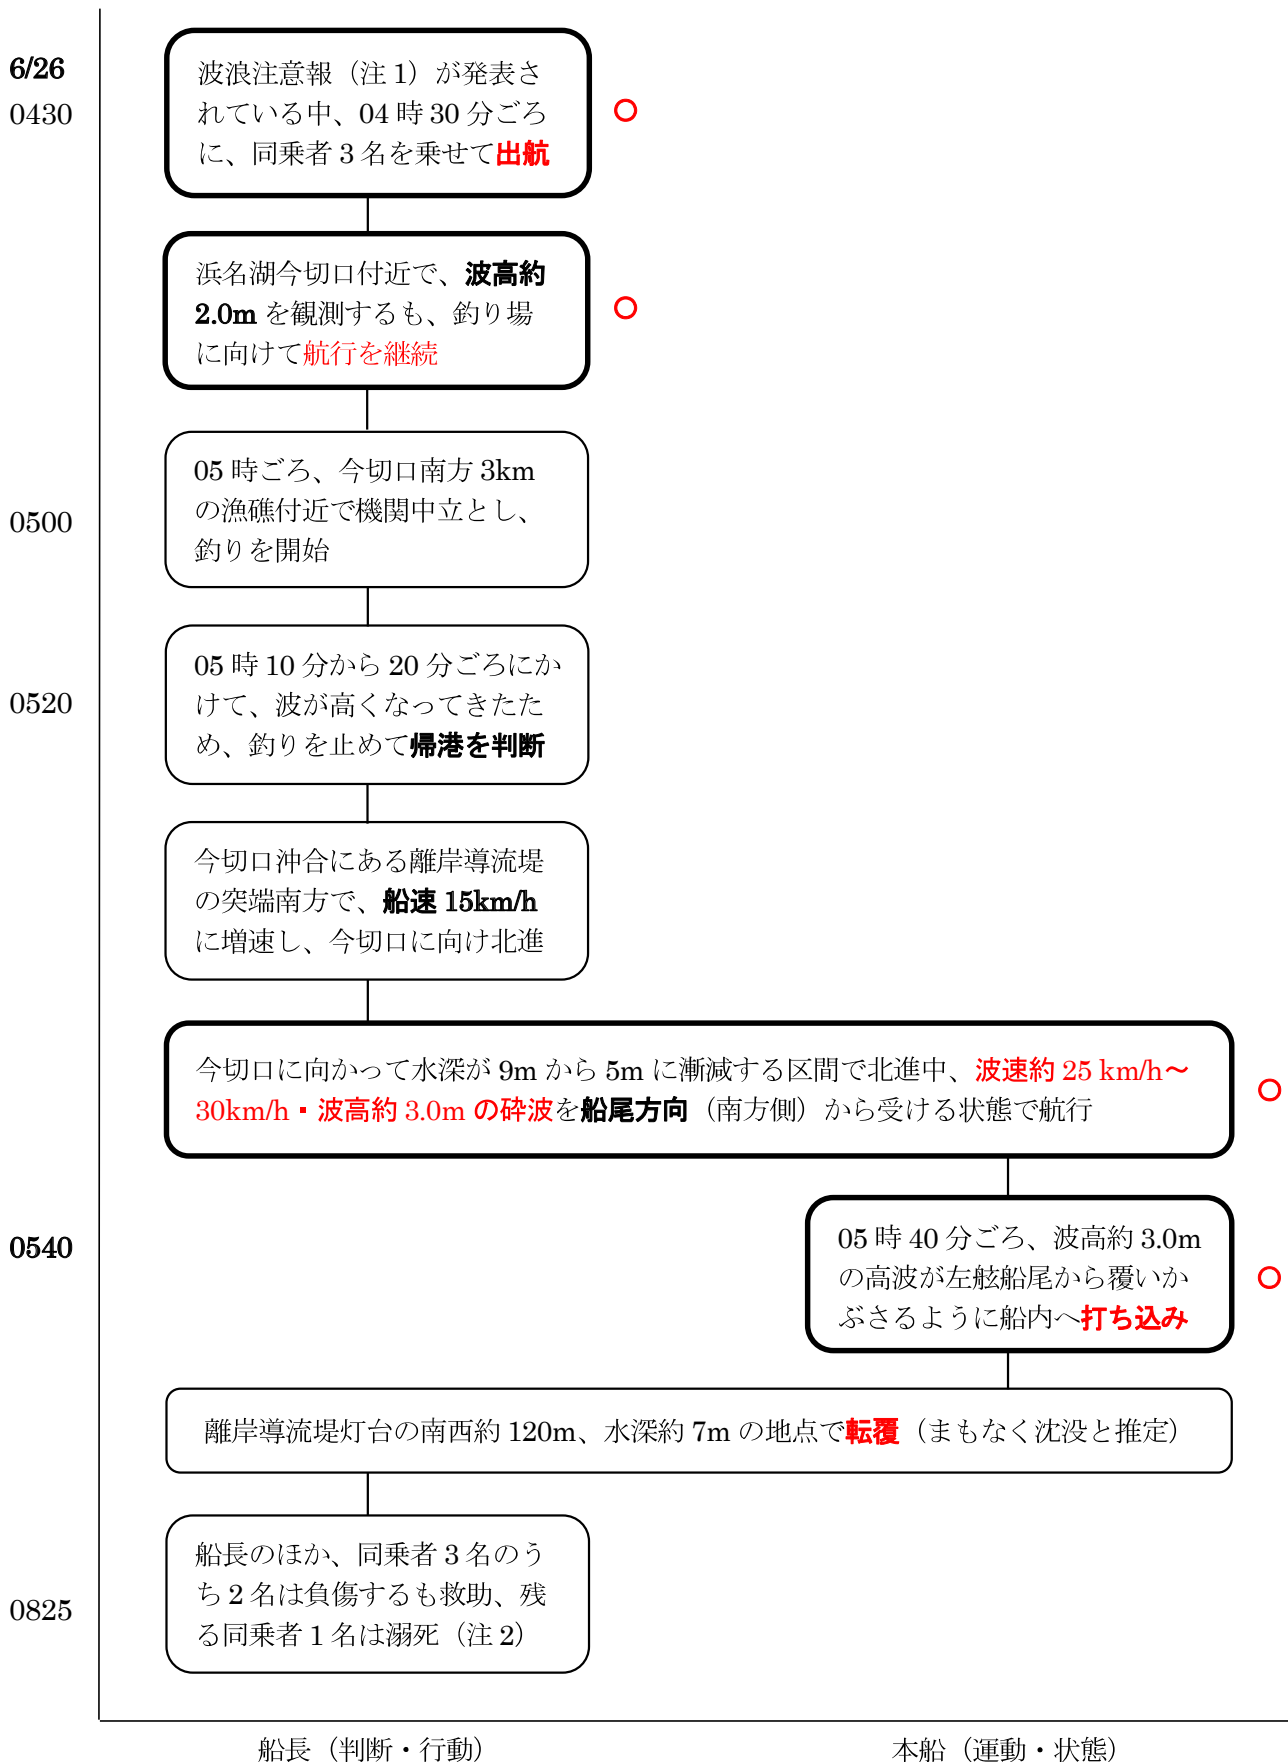 6/26
0430
波浪注意報（注 1）が発表さ
れている中、04 時 30 分ごろ
に、同乗者 3 名を乗せて出航
浜名湖今切口付近で、波高約
2.0m を観測するも、釣り場
に向けて航行を継続
0500
05 時ごろ、今切口南方 3km
の漁礁付近で機関中立とし、
釣りを開始
0520
05 時 10 分から 20 分ごろにか
けて、波が高くなってきたた
め、釣りを止めて帰港を判断
今切口沖合にある離岸導流堤
の突端南方で、船速 15km/h
に増速し、今切口に向け北進
今切口に向かって水深が 9m から 5m に漸減する区間で北進中、波速約 25 km/h～
30km/h・波高約 3.0m の砕波を船尾方向（南方側）から受ける状態で航行
0540
05 時 40 分ごろ、波高約 3.0m
の高波が左舷船尾から覆いか
ぶさるように船内へ打ち込み
離岸導流堤灯台の南西約 120m、水深約 7m の地点で転覆（まもなく沈没と推定）
0825
船長のほか、同乗者 3 名のう
ち 2 名は負傷するも救助、残
る同乗者 1 名は溺死（注 2）
船長（判断・行動）
本船（運動・状態）